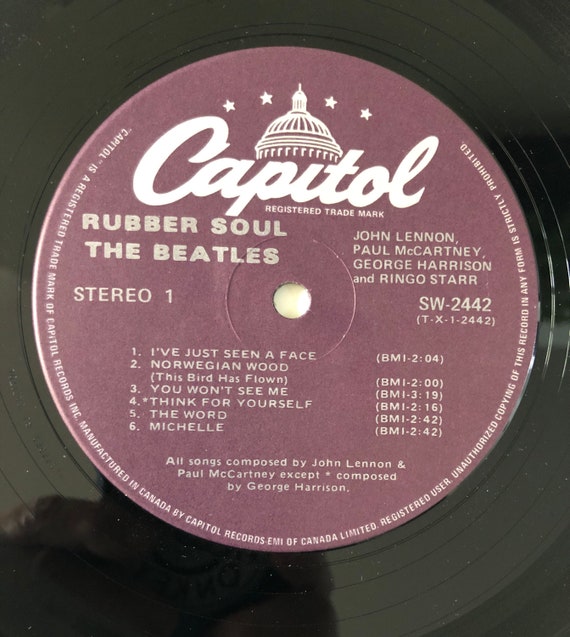 Capitol
REGISTERED TRADE MARK
RUBBER SOUL
THE BEATLES
JOHN LENNON,
PAUL McCARTNEY,
GEORGE HARRISON
and RINGO STARR
STEREO 1
SW-2442
(T-X-1-2442)
1. I'VE JUST SEEN A FACE (BMI-2:04)
2. NORWEGIAN WOOD
(This Bird Has Flown) (BMI-2:00)
3. YOU WON'T SEE ME (BMI-3:19)
4.*THINK FOR YOURSELF (BMI-2:16)
5. THE WORD (BMI-2:42)
6. MICHELLE (BMI-2:42)
All songs composed by John Lennon &
Paul McCartney except * composed
by George Harrison,
"CAPITOL" IS A REGISTERED TRADE MARK OF CAPITOL RECORDS INC. MANUFACTURED IN CANADA BY CAPITOL RECORDS-EMI OF CANADA LIMITED. REGISTERED USER. UNAUTHORIZED COPYING OF THIS RECORD IN ANY FORM IS STRICTLY PROHIBITED.